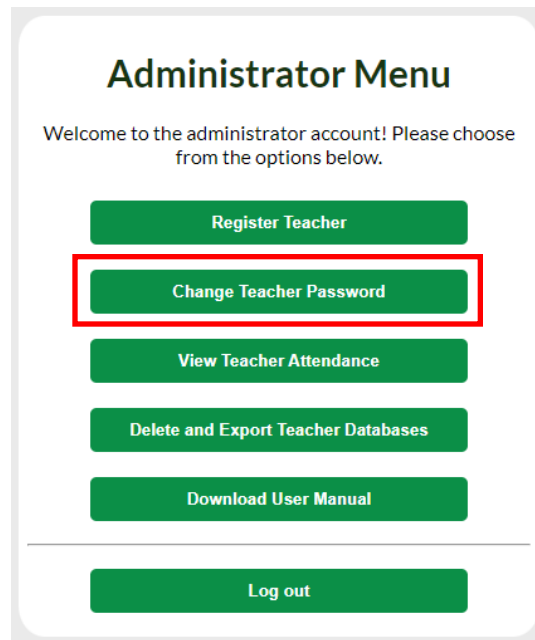 Administrator Menu
Welcome to the administrator account! Please choose
from the options below.
Register Teacher
Change Teacher Password
View Teacher Attendance
Delete and Export Teacher Databases
Download User Manual
Log out